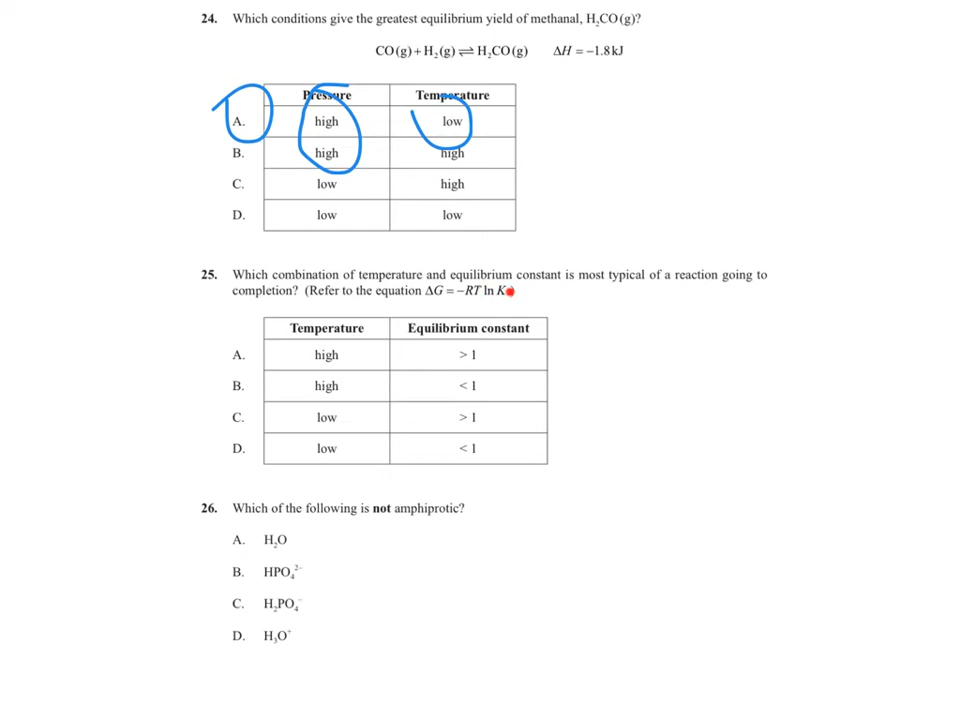 24. Which conditions give the greatest equilibrium yield of methanal, H₂CO(g)?
CO(g) + H₂(g) ⇌ H₂CO(g) ΔH = −1.8 kJ
Pressure Temperature
A. high low
B. high high
C. low high
D. low low
25. Which combination of temperature and equilibrium constant is most typical of a reaction going to
completion? (Refer to the equation ΔG = −RT ln K
Temperature Equilibrium constant
A. high > 1
B. high < 1
C. low > 1
D. low < 1
26. Which of the following is not amphiprotic?
A. H₂O
B. HPO₄²⁻
C. H₂PO₄⁻
D. H₃O⁺